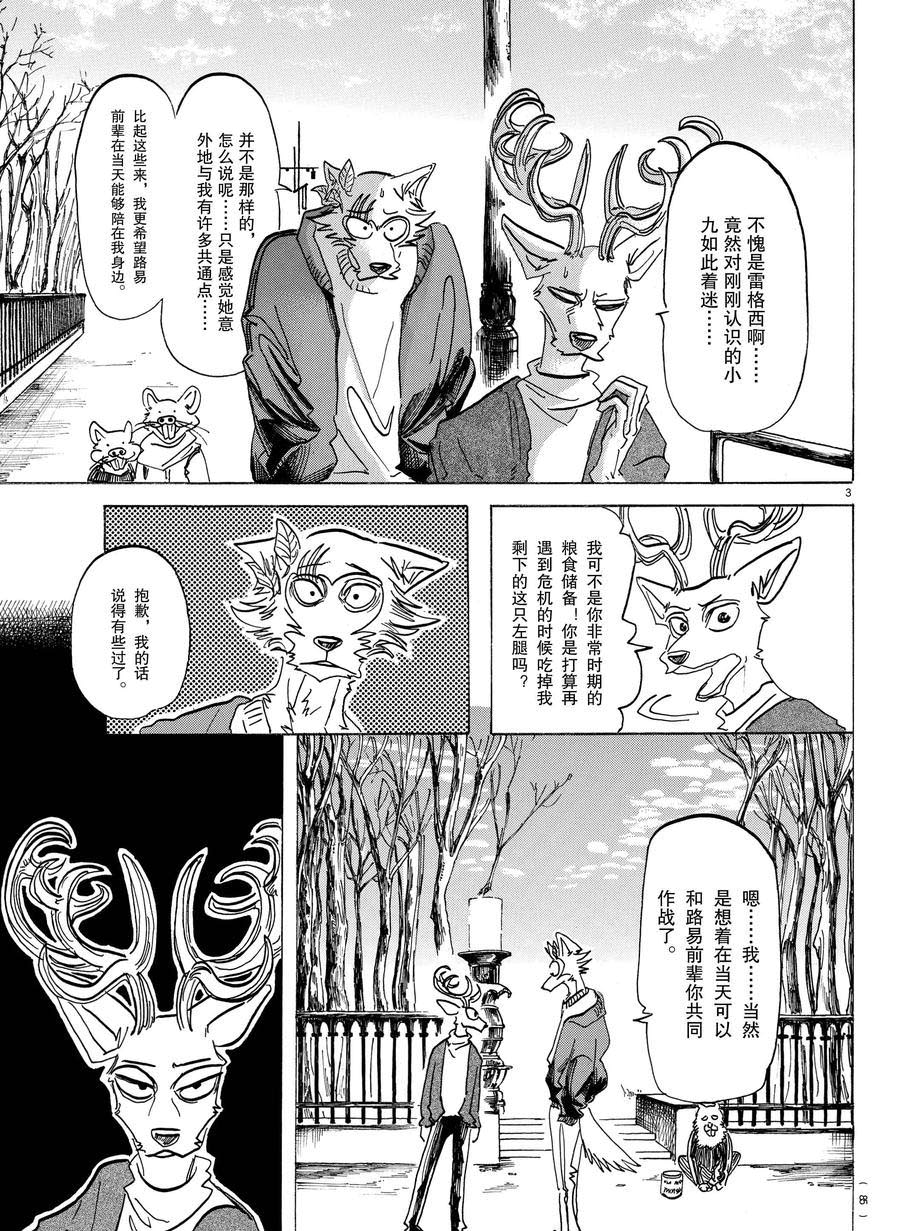 不愧是雷格西啊……
竟然对刚刚认识的小
九如此着迷……
并不是那样的，
怎么说呢……只是感觉她意
外地与我有许多共通点……
比起这些来，我更希望路易
前辈在当天能够陪在我身边。
3
我可不是你非常时期的
粮食储备！你是打算再
遇到危机的时候吃掉我
剩下的这只左腿吗？
抱歉，我的话
说得有些过了。
嗯……我……当然
是想着在当天可以
和路易前辈你共同
作战了。